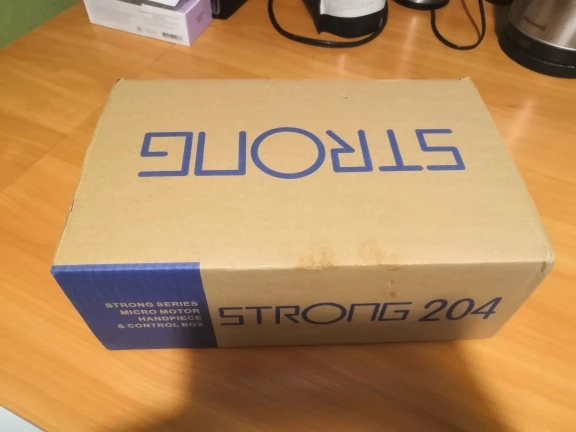 STRONG
STRONG SERIES
MICRO MOTOR
HANDPIECE
& CONTROL BOX
STRONG 204